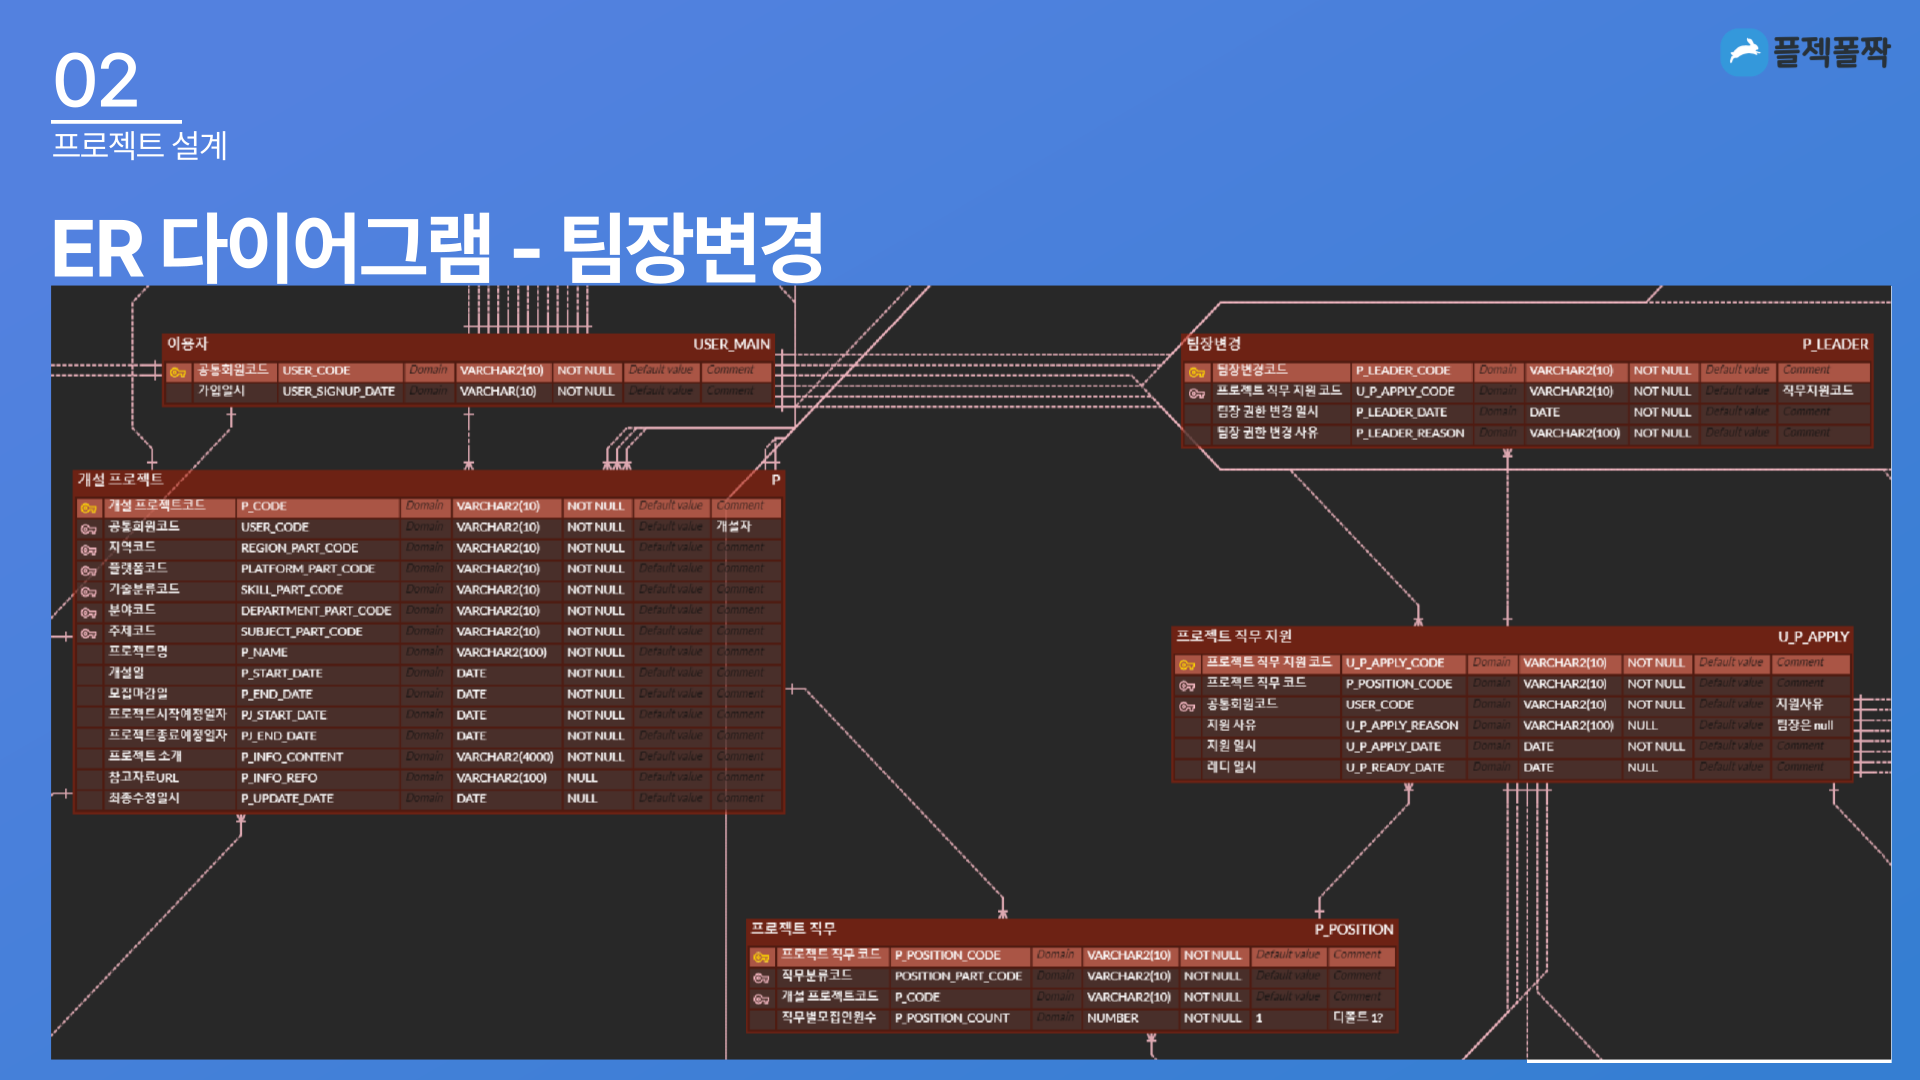 02
프로젝트 설계
플젝폴짝
ER 다이어그램 - 팀장변경
이용자 USER_MAIN
공통회원코드 USER_CODE Domain VARCHAR2(10) NOT NULL Default value Comment
가입일시 USER_SIGNUP_DATE Domain VARCHAR(10) NOT NULL Default value Comment
팀장변경 P_LEADER
팀장변경코드 P_LEADER_CODE Domain VARCHAR2(10) NOT NULL Default value Comment
프로젝트 직무 지원 코드 U_P_APPLY_CODE Domain VARCHAR2(10) NOT NULL Default value 직무지원코드
팀장 권한 변경 일시 P_LEADER_DATE Domain DATE NOT NULL Default value Comment
팀장 권한 변경 사유 P_LEADER_REASON Domain VARCHAR2(100) NOT NULL Default value Comment
개설 프로젝트 P
개설 프로젝트코드 P_CODE Domain VARCHAR2(10) NOT NULL Default value Comment
공통회원코드 USER_CODE Domain VARCHAR2(10) NOT NULL Default value 개설자
지역코드 REGION_PART_CODE Domain VARCHAR2(10) NOT NULL Default value Comment
플랫폼코드 PLATFORM_PART_CODE Domain VARCHAR2(10) NOT NULL Default value Comment
기술분류코드 SKILL_PART_CODE Domain VARCHAR2(10) NOT NULL Default value Comment
분야코드 DEPARTMENT_PART_CODE Domain VARCHAR2(10) NOT NULL Default value Comment
주제코드 SUBJECT_PART_CODE Domain VARCHAR2(10) NOT NULL Default value Comment
프로젝트명 P_NAME Domain VARCHAR2(100) NOT NULL Default value Comment
개설일 P_START_DATE Domain DATE NOT NULL Default value Comment
모집마감일 P_END_DATE Domain DATE NOT NULL Default value Comment
프로젝트시작예정일자 PJ_START_DATE Domain DATE NOT NULL Default value Comment
프로젝트종료예정일자 PJ_END_DATE Domain DATE NOT NULL Default value Comment
프로젝트 소개 P_INFO_CONTENT Domain VARCHAR2(4000) NOT NULL Default value Comment
참고자료URL P_INFO_REFO Domain VARCHAR2(100) NULL Default value Comment
최종수정일시 P_UPDATE_DATE Domain DATE NULL Default value Comment
프로젝트 직무 지원 U_P_APPLY
프로젝트 직무 지원 코드 U_P_APPLY_CODE Domain VARCHAR2(10) NOT NULL Default value Comment
프로젝트 직무 코드 P_POSITION_CODE Domain VARCHAR2(10) NOT NULL Default value Comment
공통회원코드 USER_CODE Domain VARCHAR2(10) NOT NULL Default value 지원사유
지원 사유 U_P_APPLY_REASON Domain VARCHAR2(100) NULL Default value 팀장은 null
지원 일시 U_P_APPLY_DATE Domain DATE NOT NULL Default value Comment
레디 일시 U_P_READY_DATE Domain DATE NULL Default value Comment
프로젝트 직무 P_POSITION
프로젝트 직무 코드 P_POSITION_CODE Domain VARCHAR2(10) NOT NULL Default value Comment
직무분류코드 POSITION_PART_CODE Domain VARCHAR2(10) NOT NULL Default value Comment
개설 프로젝트코드 P_CODE Domain VARCHAR2(10) NOT NULL Default value Comment
직무별모집인원수 P_POSITION_COUNT Domain NUMBER NOT NULL 1 디폴트 1?